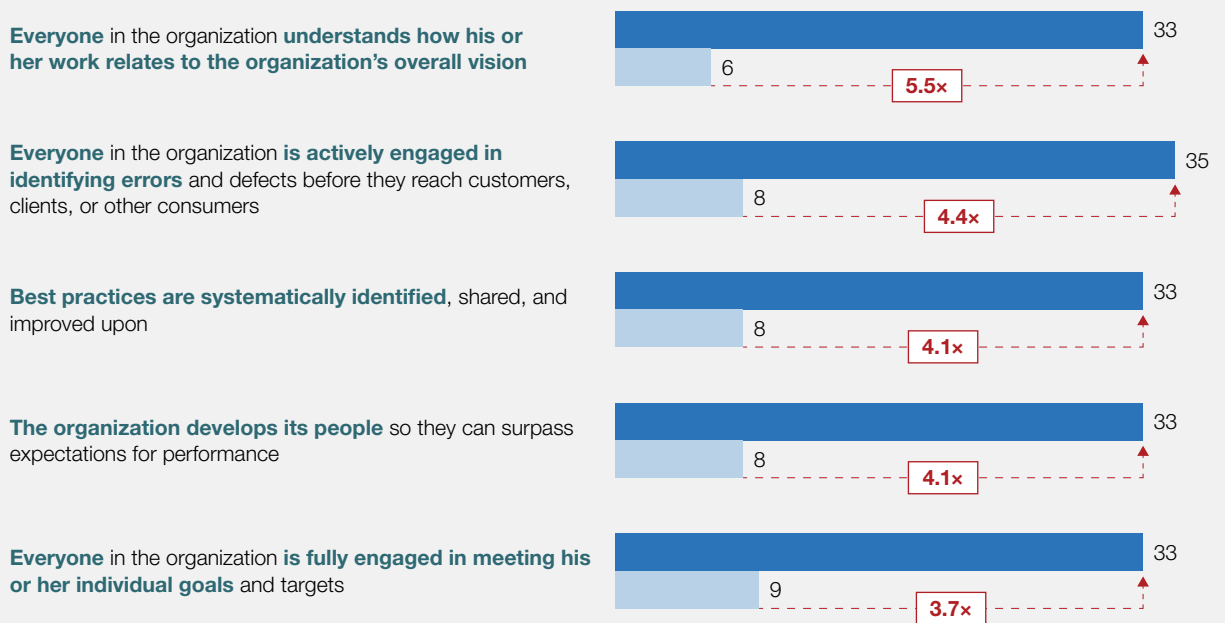 Everyone in the organization understands how his or
her work relates to the organization's overall vision
33
6
5.5×
Everyone in the organization is actively engaged in
identifying errors and defects before they reach customers,
clients, or other consumers
35
8
4.4×
Best practices are systematically identified, shared, and
improved upon
33
8
4.1×
The organization develops its people so they can surpass
expectations for performance
33
8
4.1×
Everyone in the organization is fully engaged in meeting his
or her individual goals and targets
33
9
3.7×